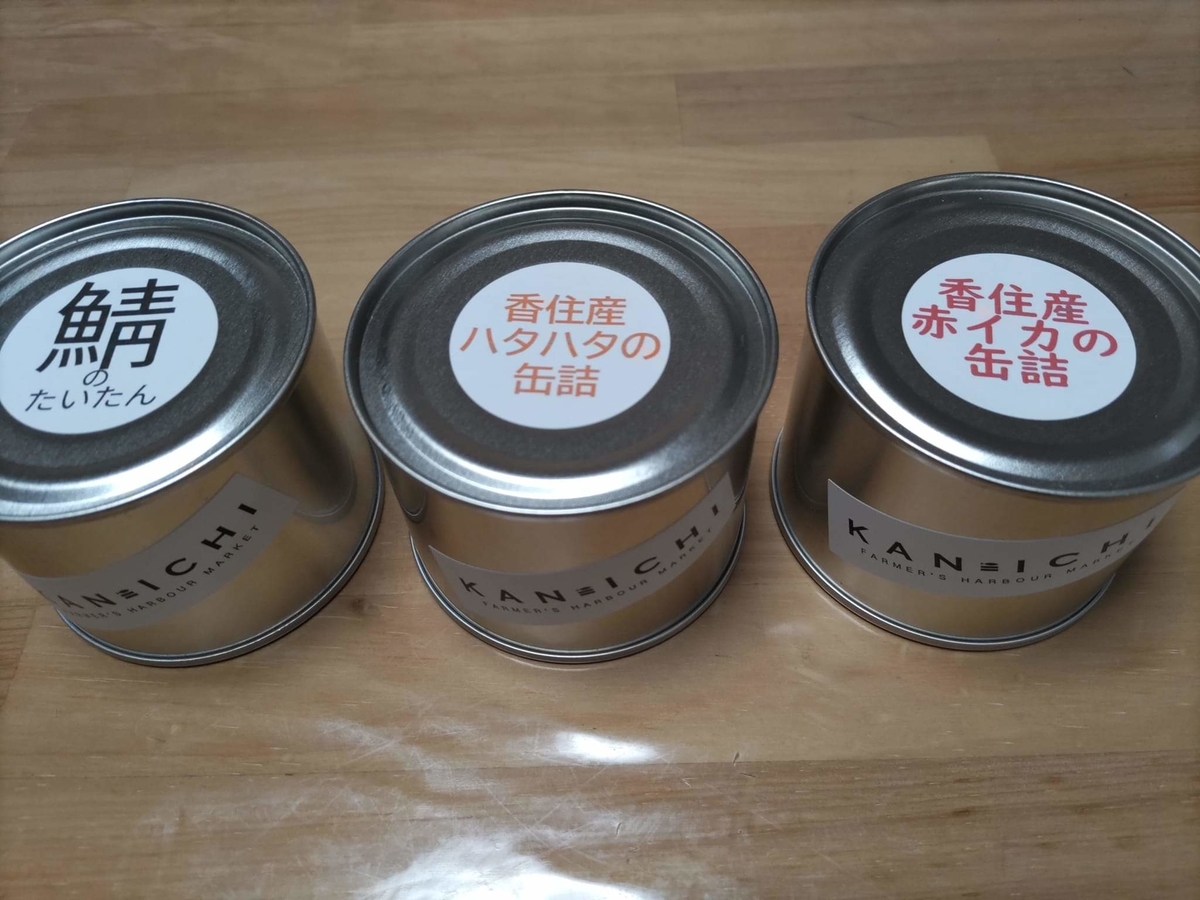 鯖
の
たいたん
KAN≡ICHI
FARMER'S HARBOUR MARKET
香住産
ハタハタの
缶詰
KAN≡ICHI
FARMER'S HARBOUR MARKET
香住産
赤イカの
缶詰
KAN≡ICHI
FARMER'S HARBOUR MARKET